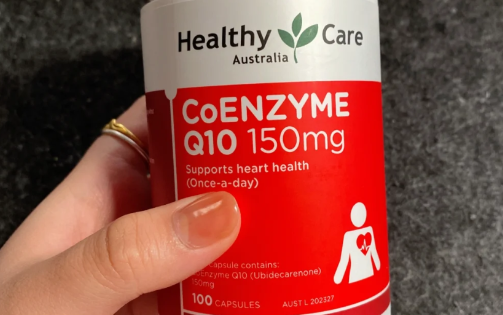 Healthy Care
Australia
CoENZYME
Q10 150mg
Supports heart health
(Once-a-day)
capsule contains:
enzyme Q10 (Ubidecarenone)
150mg
100 CAPSULES AUST L 202327